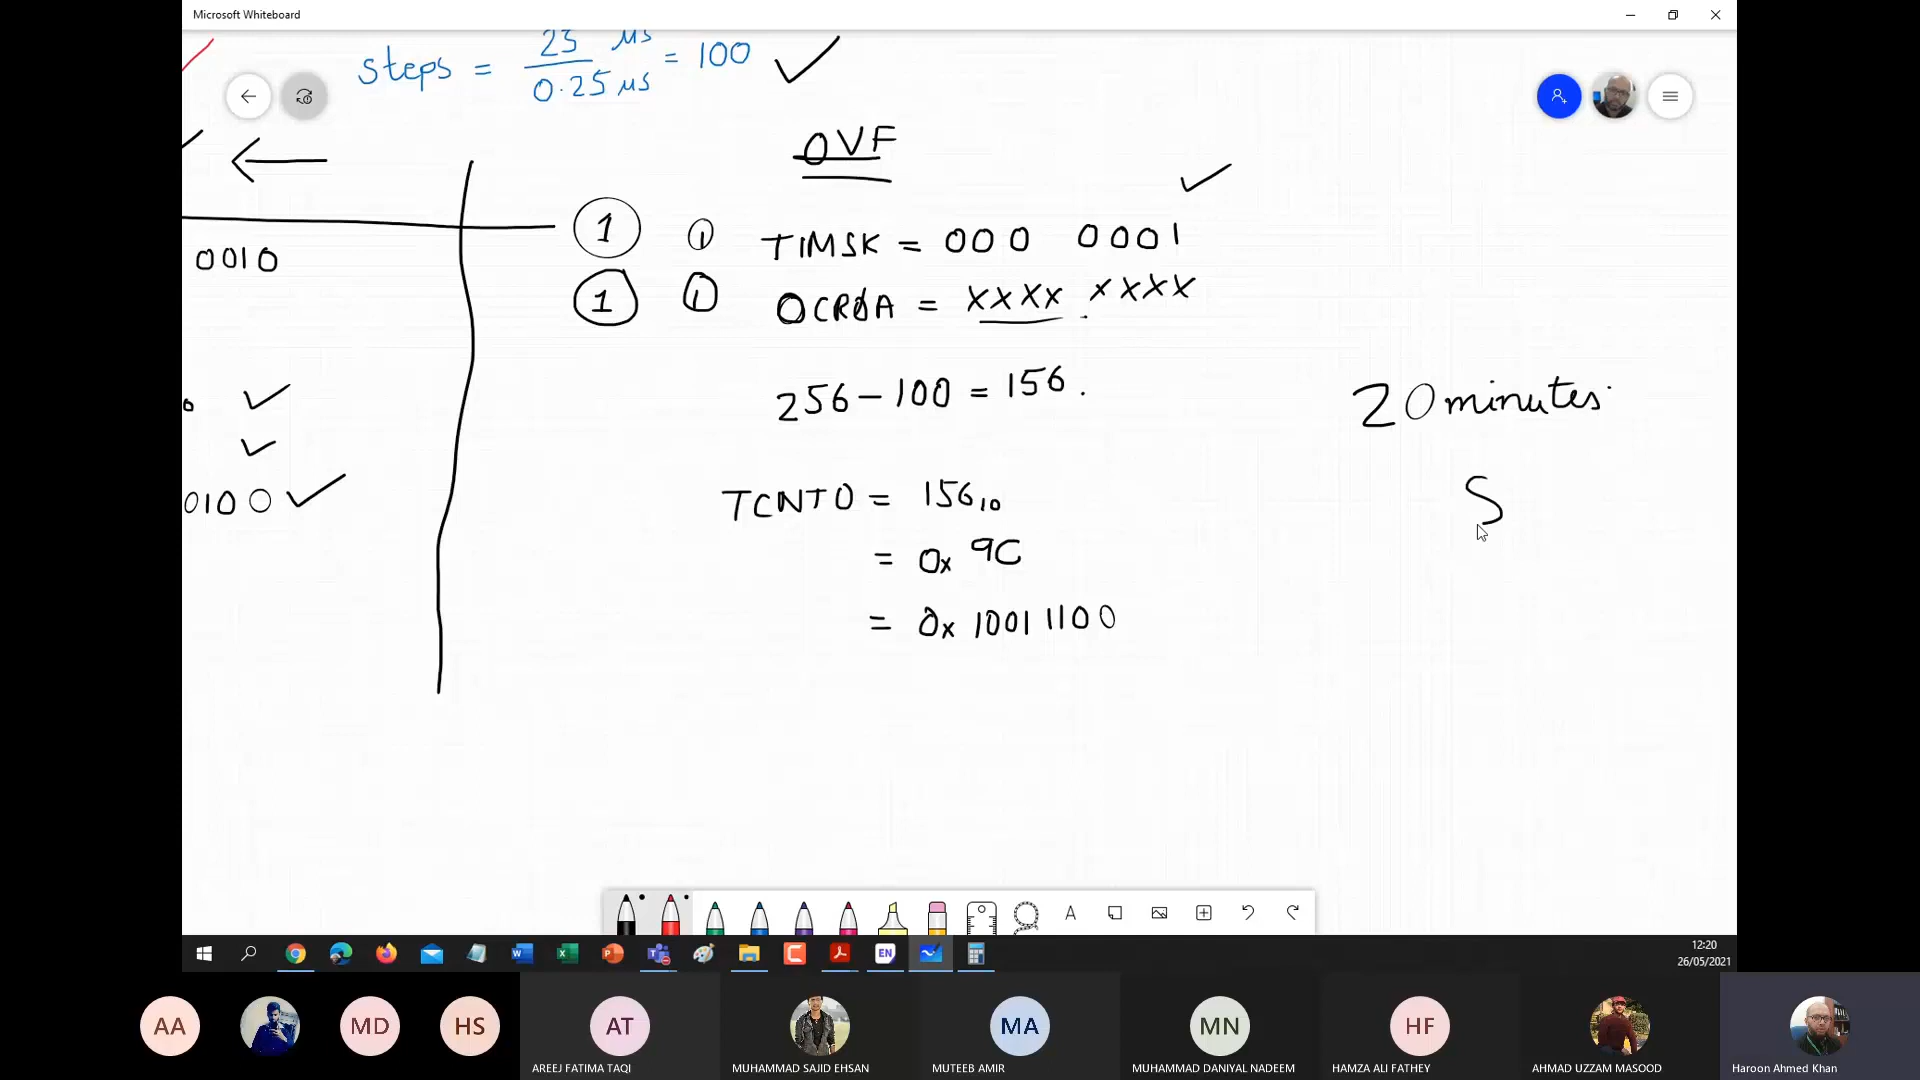 Microsoft Whiteboard
steps = 25 μs / 0.25 μs = 100
OVF
0010
1 1 TIMSK = 000 0001
1 1 OCR0A = xxxx xxxx
256 - 100 = 156.
20 minutes.
0100
TCNT0 = 156₁₀
= 0x 9C
= 0x 1001 1100
S
A
EN
12:20
26/05/2021
AA
MD
HS
AT
MA
MN
HF
AREEJ FATIMA TAQI
MUHAMMAD SAJID EHSAN
MUTEEB AMIR
MUHAMMAD DANIYAL NADEEM
HAMZA ALI FATHEY
AHMAD UZZAM MASOOD
Haroon Ahmed Khan